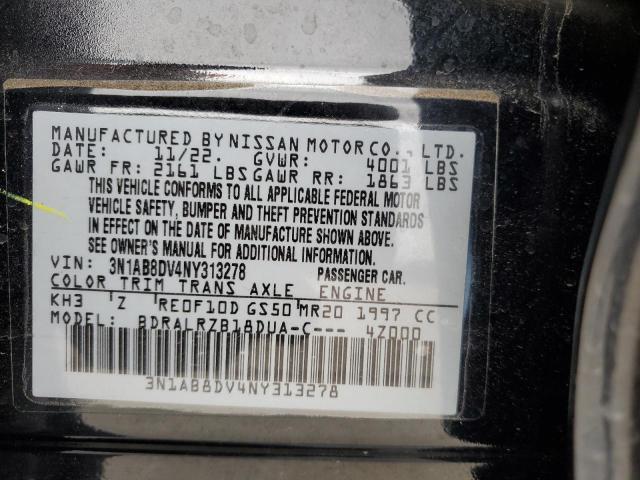 MANUFACTURED BY NISSAN MOTOR CO., LTD.
DATE: 11/22. GVWR: 4001 LBS
GAWR FR: 2161 LBS GAWR RR: 1863 LBS
THIS VEHICLE CONFORMS TO ALL APPLICABLE FEDERAL MOTOR
VEHICLE SAFETY, BUMPER AND THEFT PREVENTION STANDARDS
IN EFFECT ON THE DATE OF MANUFACTURE SHOWN ABOVE.
SEE OWNER'S MANUAL FOR ADDITIONAL INFORMATION.
VIN: 3N1AB8DV4NY313278 PASSENGER CAR.
COLOR TRIM TRANS AXLE ENGINE
KH3 'Z 'RE0F10D GS50 MR20 1997 CC
MODEL: BDRALRZB18DUA-C--- 4Z000
3N1AB8DV4NY313278